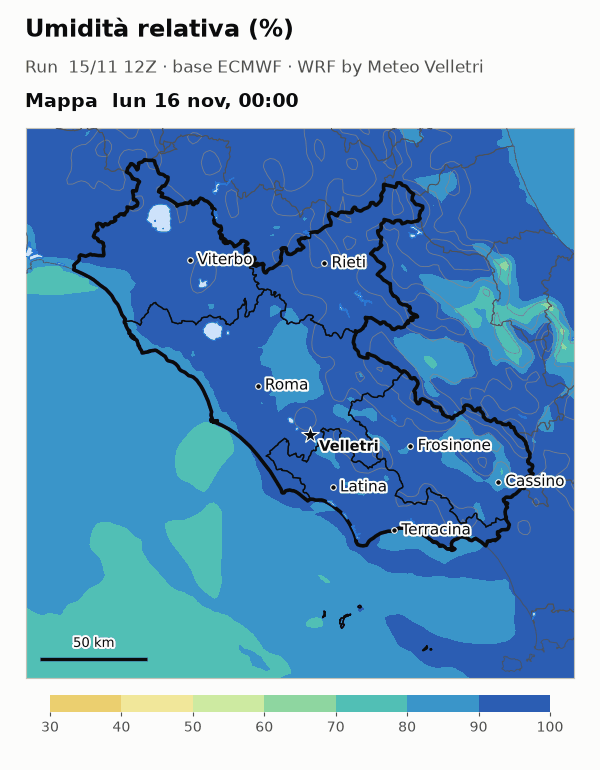 Umidità relativa (%)
Run  15/11 12Z · base ECMWF · WRF by Meteo Velletri
Mappa  lun 16 nov, 00:00
Viterbo
Rieti
Roma
Velletri
Frosinone
Cassino
Latina
Terracina
50 km
30 40 50 60 70 80 90 100